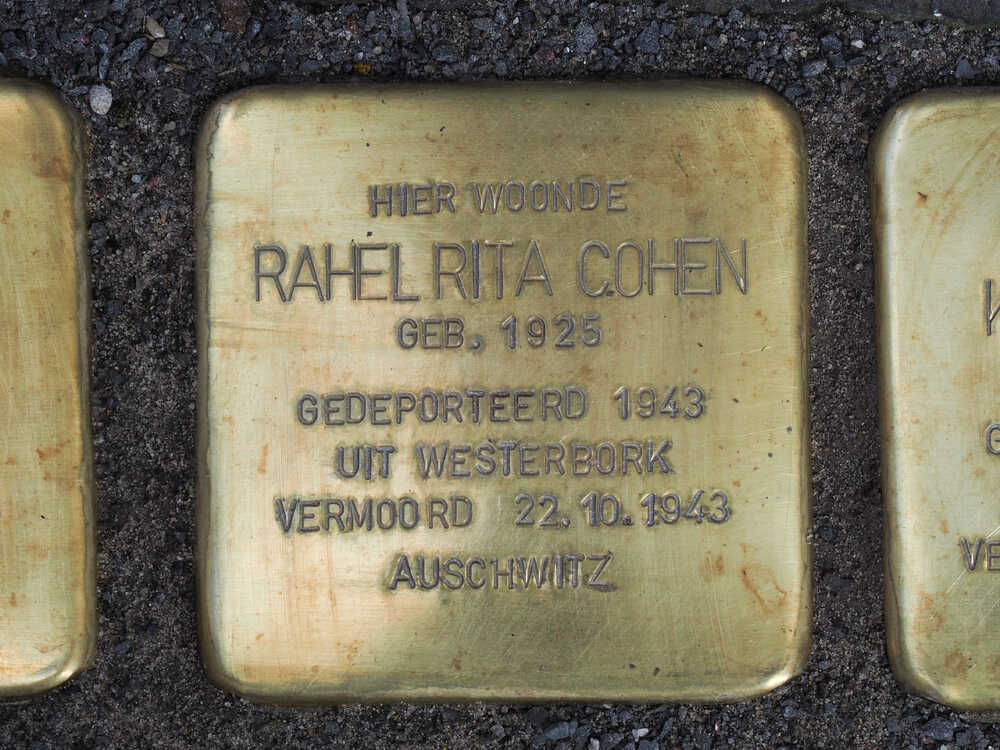 HIER WOONDE
RAHEL RITA COHEN
GEB. 1925
GEDEPORTEERD 1943
UIT WESTERBORK
VERMOORD 22.10.1943
AUSCHWITZ